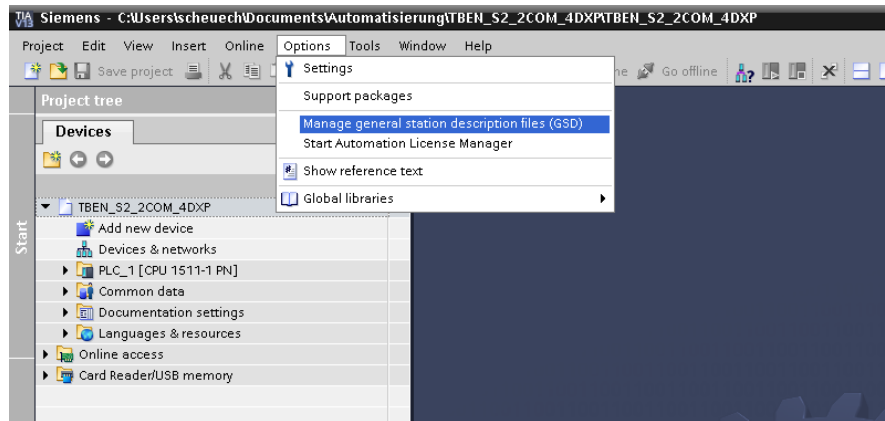 TIA V13 Siemens - C:\Users\scheuech\Documents\Automatisierung\TBEN_S2_2COM_4DXP\TBEN_S2_2COM_4DXP
Project Edit View Insert Online Options Tools Window Help
Save project
Go offline
Settings
Support packages
Manage general station description files (GSD)
Start Automation License Manager
Show reference text
Global libraries
Project tree
Devices
Start
TBEN_S2_2COM_4DXP
Add new device
Devices & networks
PLC_1 [CPU 1511-1 PN]
Common data
Documentation settings
Languages & resources
Online access
Card Reader/USB memory